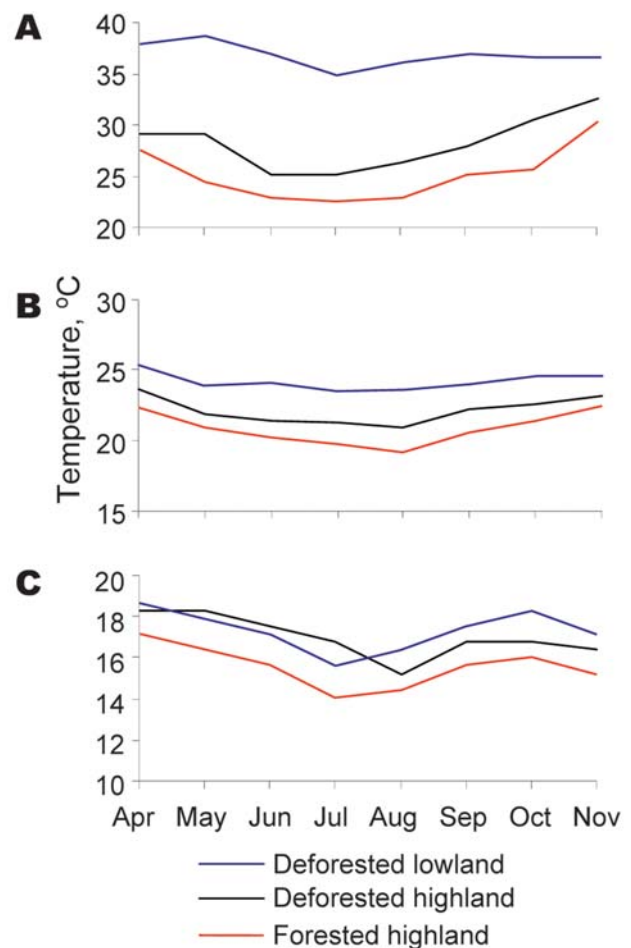 A
40
35
30
25
20
B
30
25
20
15
Temperature, °C
C
20
18
16
14
12
10
Apr May Jun Jul Aug Sep Oct Nov
Deforested lowland
Deforested highland
Forested highland